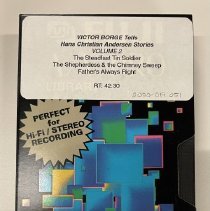 VICTOR BORGE Tells
Hans Christian Andersen Stories
VOLUME 2
The Steadfast Tin Soldier
The Shepherdess & the Chimney Sweep
Father's Always Right
RT: 42:30
PERFECT
for
Hi-Fi / STEREO
RECORDING